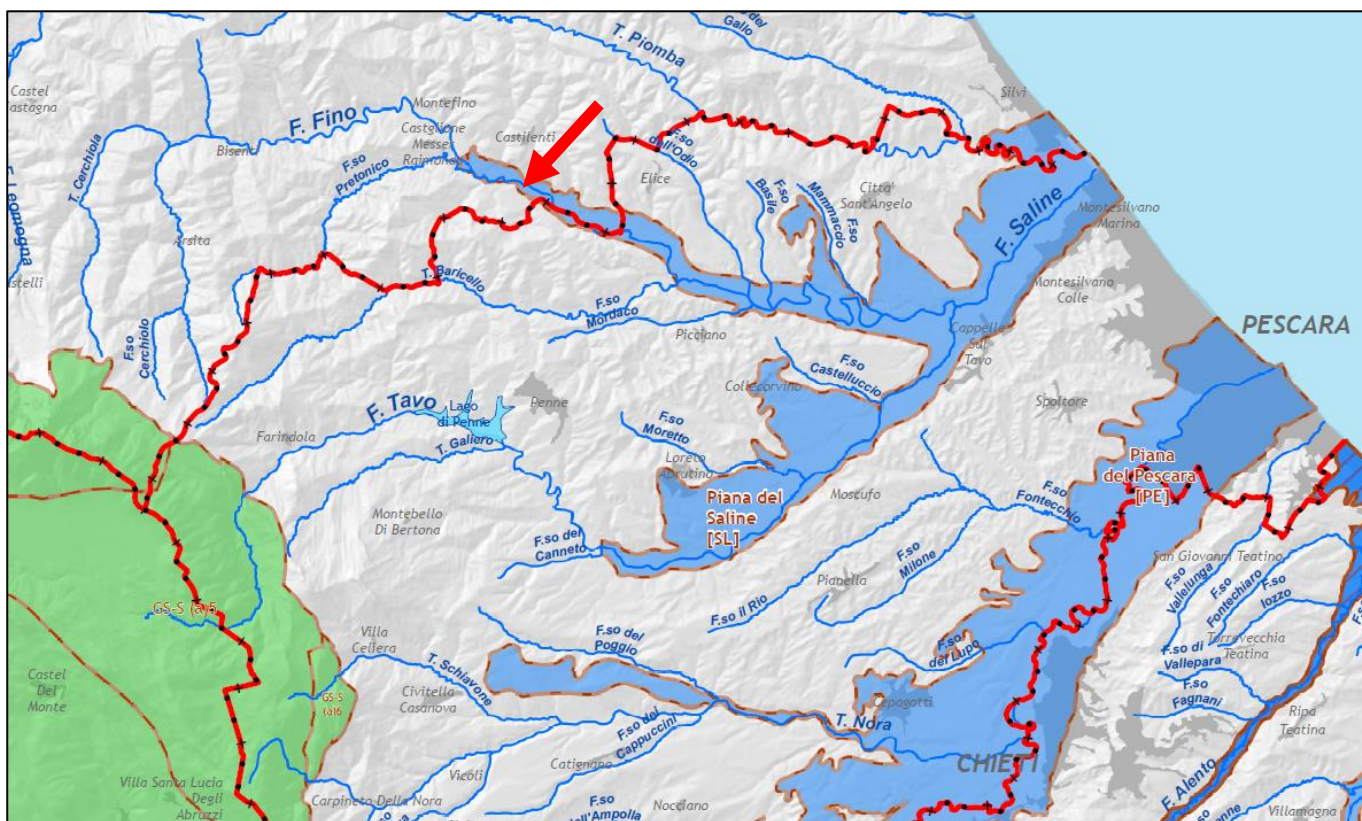 del
Gallo
T. Piomba
Castel
Castagna
Silvi
Montefino
F. Fino
Castglione
Messer
Raimondo
Castilenti
F.so
dell'Odio
T. Cerchiola
Bisenti
F.so
Pretonico
Elice
F.so
Basile
F.so
Mammaccio
F.so
Città
Sant'Angelo
F. Saline
Montesilvano
Marina
Arsita
T. Baricello
Montesilvano
Colle
F.so
Mordaco
Picciano
PESCARA
F.so
Cerchiolo
Cappelle
Sul
Tavo
F.so
Castelluccio
Collecorvino
Spoltore
F. Tavo
Lago
di Penne
Penne
Farindola
T. Galiero
F.so
Moretto
Loreto
Aprutino
Piana
del Pescara
[PE]
Piana del
Saline
[SL]
Moscufo
F.so
Fontecchio
Montebello
Di Bertona
F.so del
Canneto
F.so
Milone
Pianella
San Giovanni Teatino
F.so
Vallelunga
F.so
Fontechiaro
F.so
Iozzo
GS-S (a)5
F.so il Rio
Villa
Celiera
F.so del
Poggio
F.so
del Lupo
F.so di
Vallepara
Torrevecchia
Teatina
Castel
Del
Monte
T. Schiavone
GS-S
(a)6
Civitella
Casanova
F.so
Fagnani
Cepagatti
T. Nora
F.so del
Cappuccini
Ripa
Teatina
CHIETI
Vicoli
Catignano
Villa Santa Lucia
Degli
Abruzzi
Carpineto Della Nora
F.so
dell'Ampolla
Nocciano
F. Alento
Villamagna